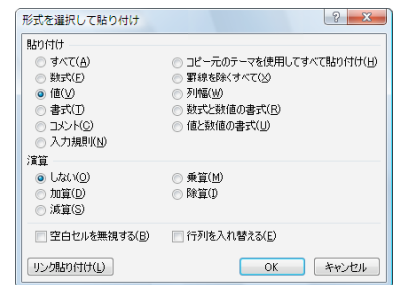 形式を選択して貼り付け
貼り付け
すべて(A)
コピー元のテーマを使用してすべて貼り付け(H)
数式(F)
罫線を除くすべて(X)
値(V)
列幅(W)
書式(T)
数式と数値の書式(R)
コメント(C)
値と数値の書式(U)
入力規則(N)
演算
しない(O)
乗算(M)
加算(D)
除算(I)
減算(S)
空白セルを無視する(B)
行列を入れ替える(E)
リンク貼り付け(L)
OK
キャンセル